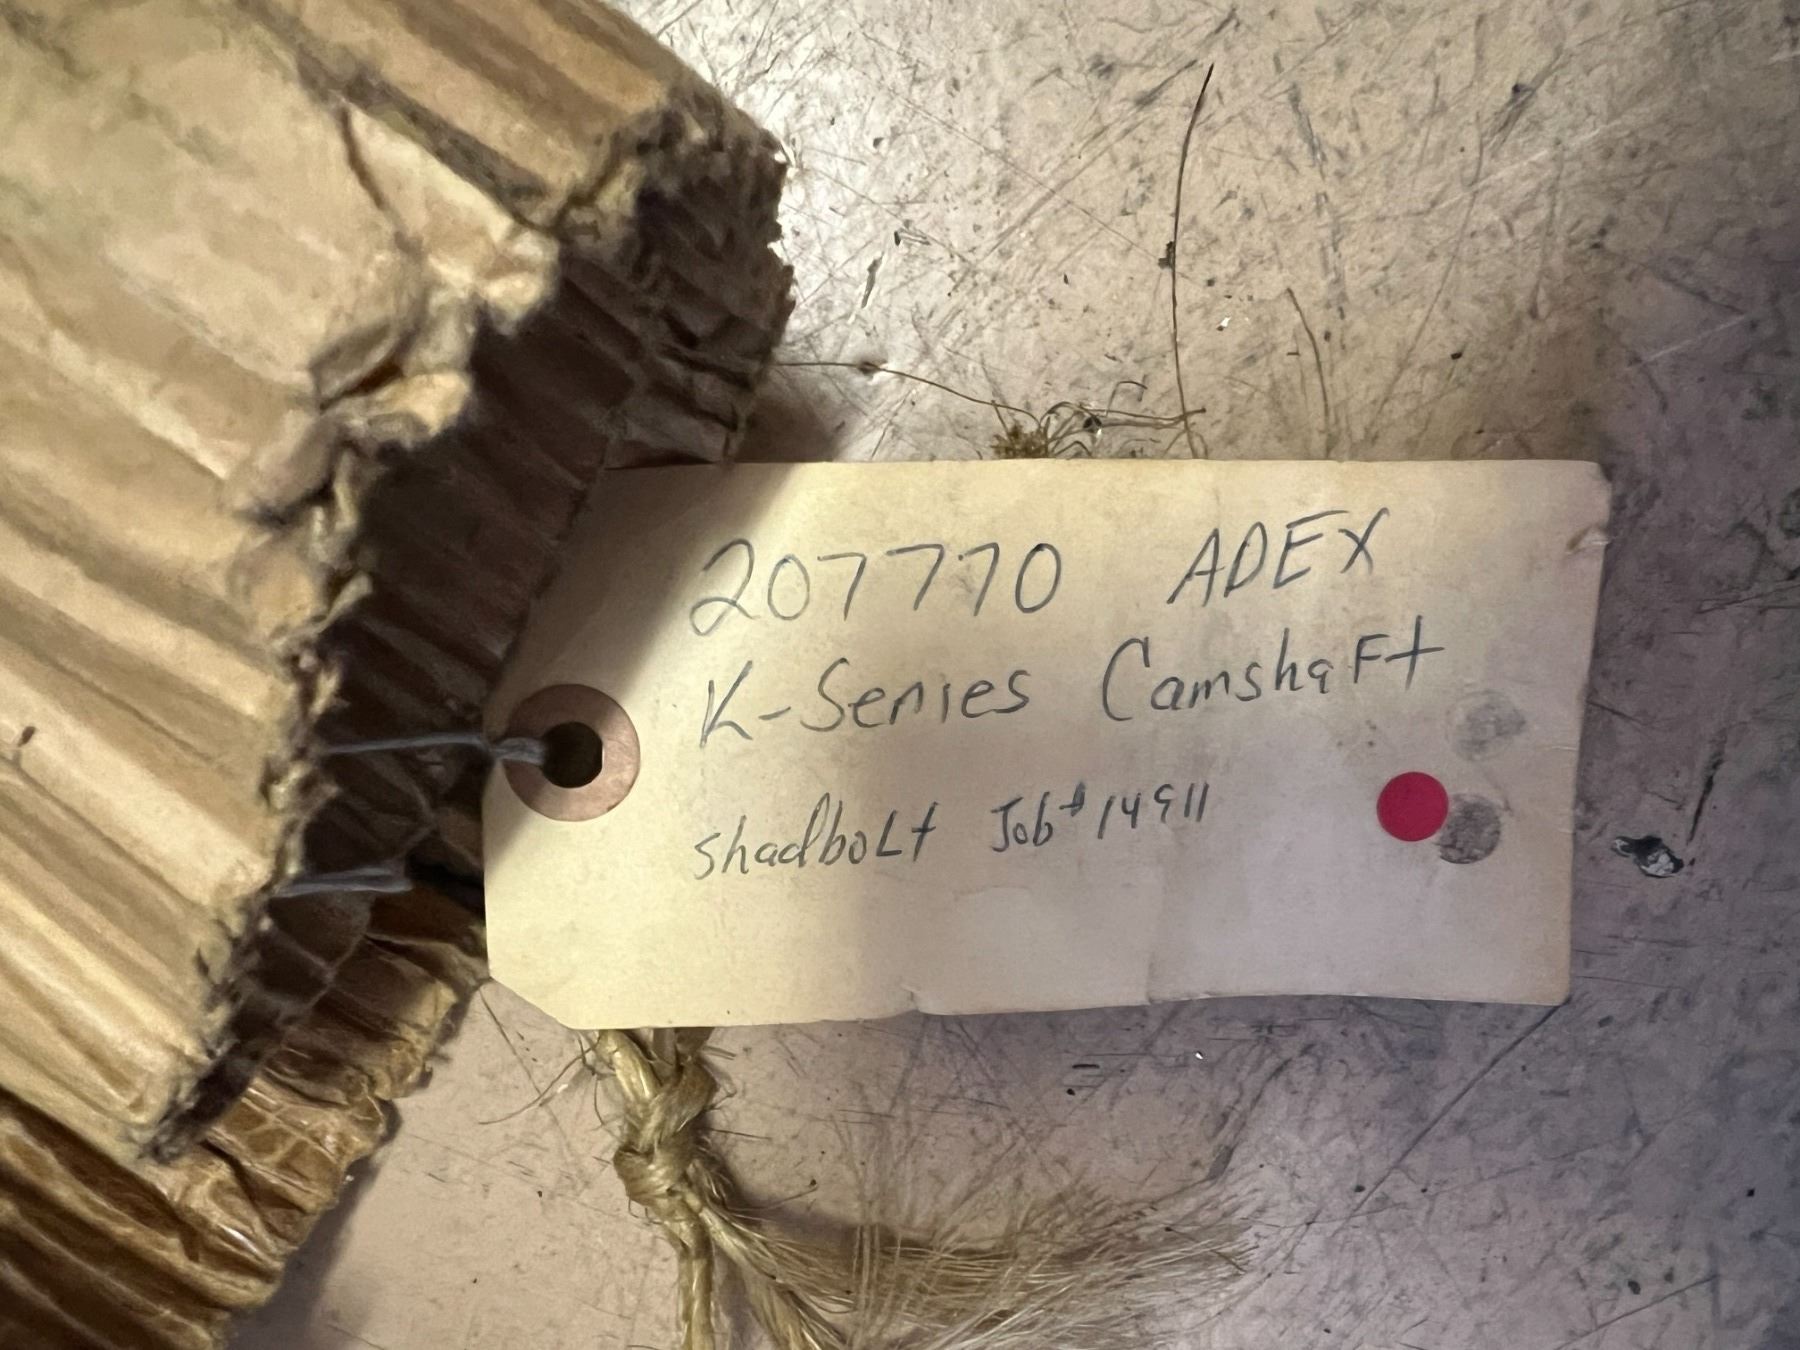 207770 ADEX
K-Series Camshaft
shadboLt Job# 14911